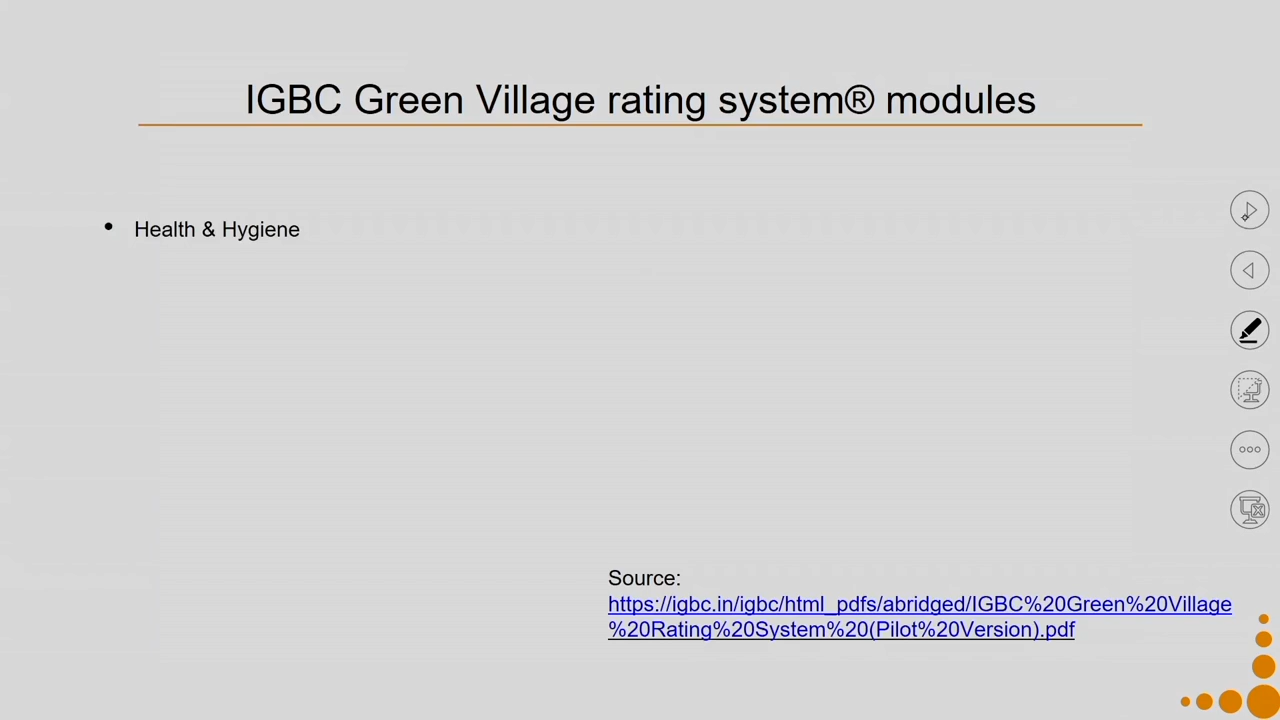 IGBC Green Village rating system® modules
• Health & Hygiene
Source:
https://igbc.in/igbc/html_pdfs/abridged/IGBC%20Green%20Village
%20Rating%20System%20(Pilot%20Version).pdf